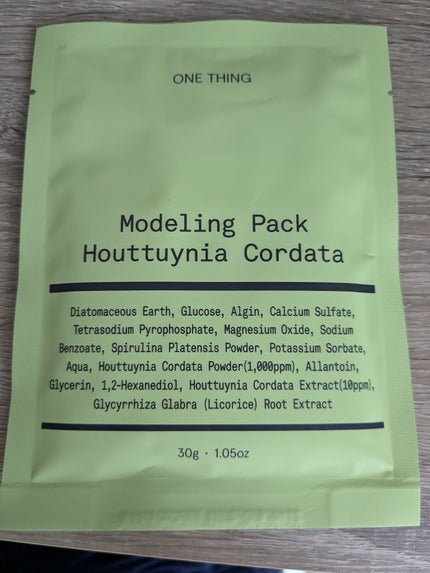 ONE THING
Modeling Pack
Houttuynia Cordata
Diatomaceous Earth, Glucose, Algin, Calcium Sulfate,
Tetrasodium Pyrophosphate, Magnesium Oxide, Sodium
Benzoate, Spirulina Platensis Powder, Potassium Sorbate,
Aqua, Houttuynia Cordata Powder(1,000ppm), Allantoin,
Glycerin, 1,2-Hexanediol, Houttuynia Cordata Extract(10ppm),
Glycyrrhiza Glabra (Licorice) Root Extract
30g · 1.05oz